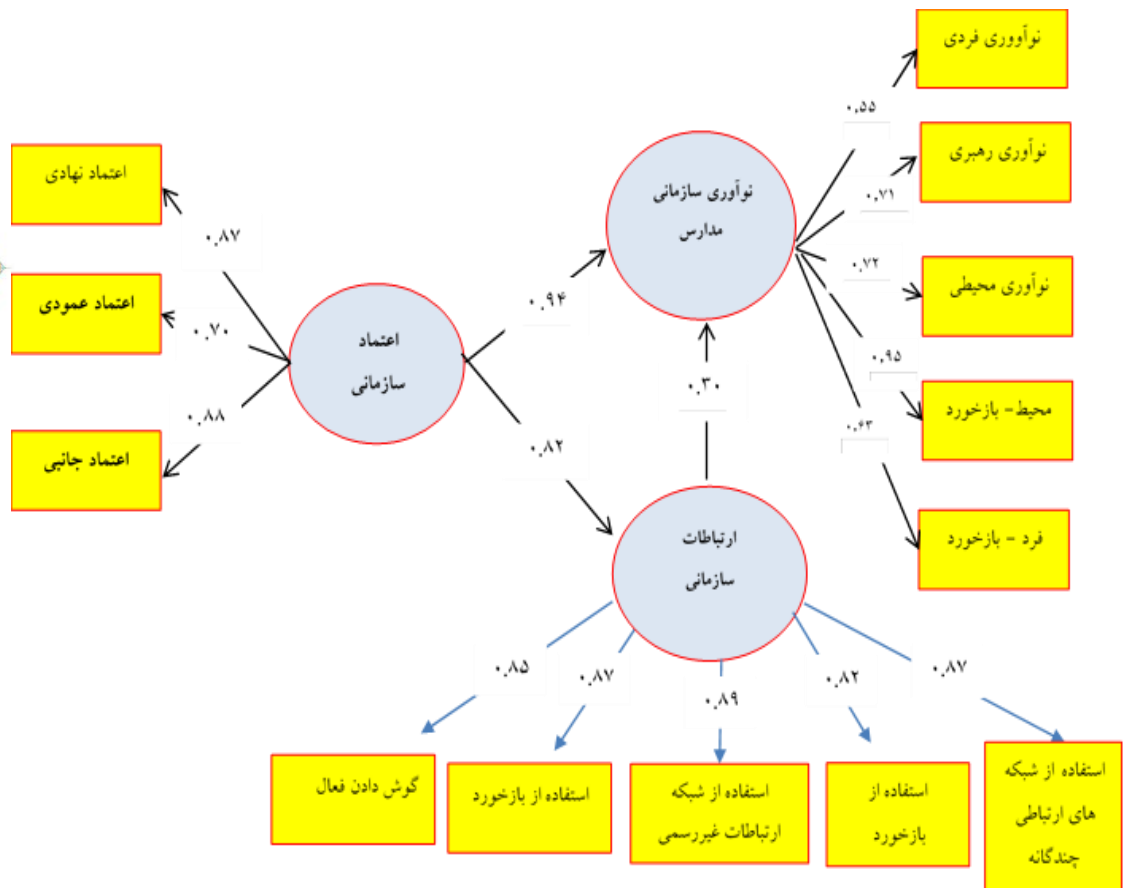 نوآووری فردی
۰,۵۵
نوآوری رهبری
۰,۷۱
نوآوری سازمانی
مدارس
اعتماد نهادی
۰,۸۷
۰,۷۲
نوآوری محیطی
اعتماد عمودی
۰,۷۰
۰,۹۴
اعتماد
سازمانی
۰,۹۵
محیط- بازخورد
۰,۳۰
۰,۸۸
۰,۶۳
اعتماد جانبی
۰,۸۲
فرد - بازخورد
ارتباطات
سازمانی
۰,۸۷
۰,۸۲
۰,۸۹
۰,۸۷
۰,۸۵
استفاده از شبکه
های ارتباطی
چندگانه
استفاده از
بازخورد
استفاده از شبکه
ارتباطات غیررسمی
استفاده از بازخورد
گوش دادن فعال